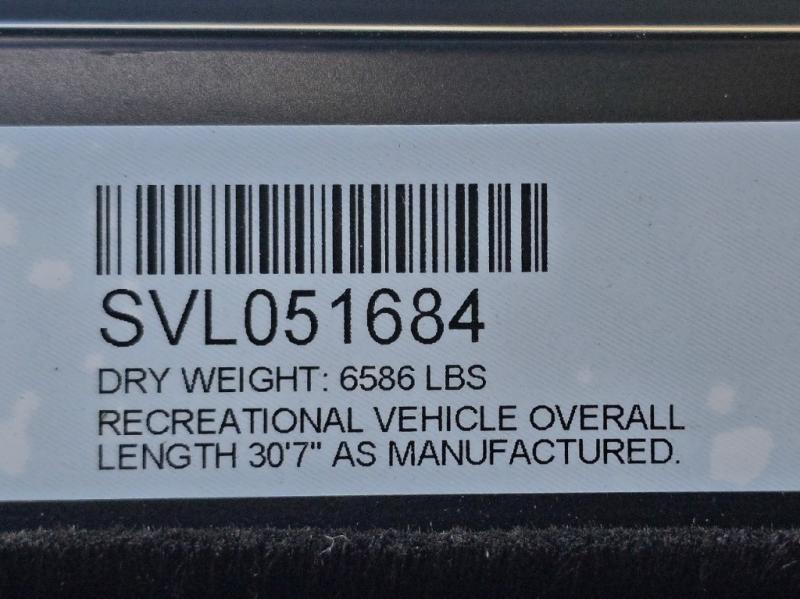 SVL051684
DRY WEIGHT: 6586 LBS
RECREATIONAL VEHICLE OVERALL
LENGTH 30'7" AS MANUFACTURED.